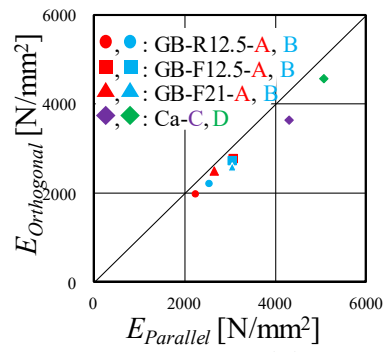 6000
●, ●: GB-R12.5-A, B
■, ■: GB-F12.5-A, B
4000
▲, ▲: GB-F21-A, B
◆, ◆: Ca-C, D
2000
0
0 2000 4000 6000
E_Orthogonal [N/mm²]
E_Parallel [N/mm²]